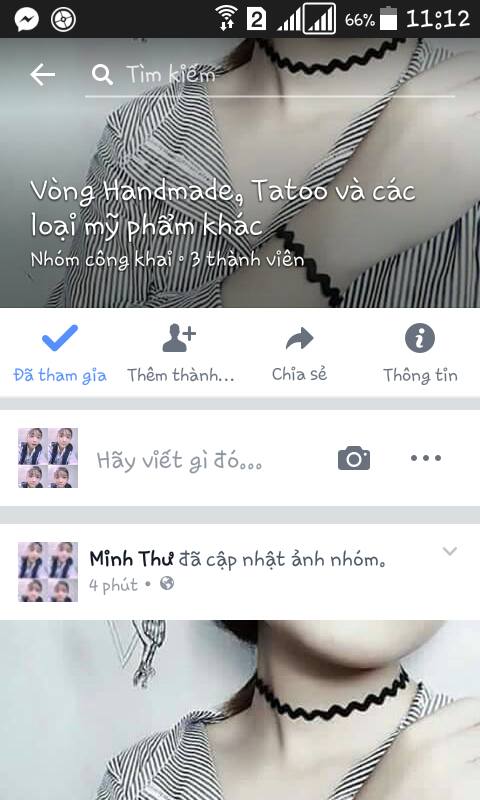 2
66%
11:12
Tìm kiếm
Vòng Handmade, Tatoo và các
loại mỹ phẩm khác
Nhóm công khai • 3 thành viên
Đã tham gia
Thêm thành...
Chia sẻ
Thông tin
Hãy viết gì đó...
Minh Thư đã cập nhật ảnh nhóm.
4 phút •